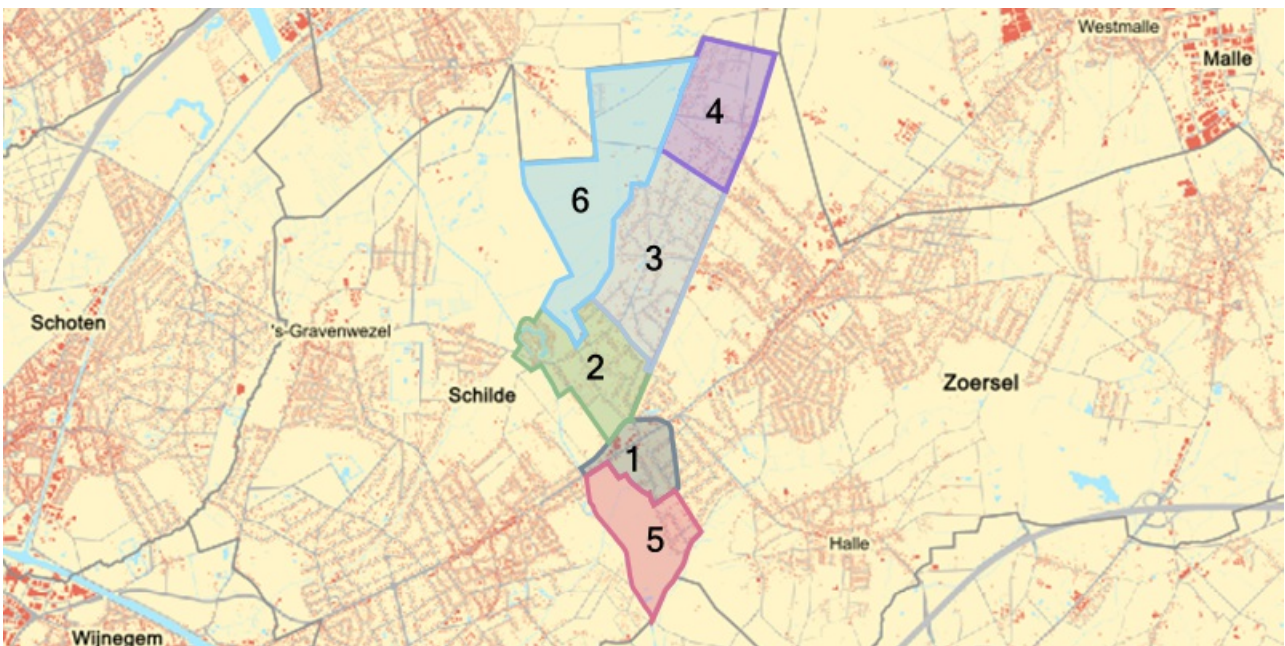 Westmalle
Malle
4
6
3
Schoten
's-Gravenwezel
2
Schilde
Zoersel
1
5
Halle
Wijnegem